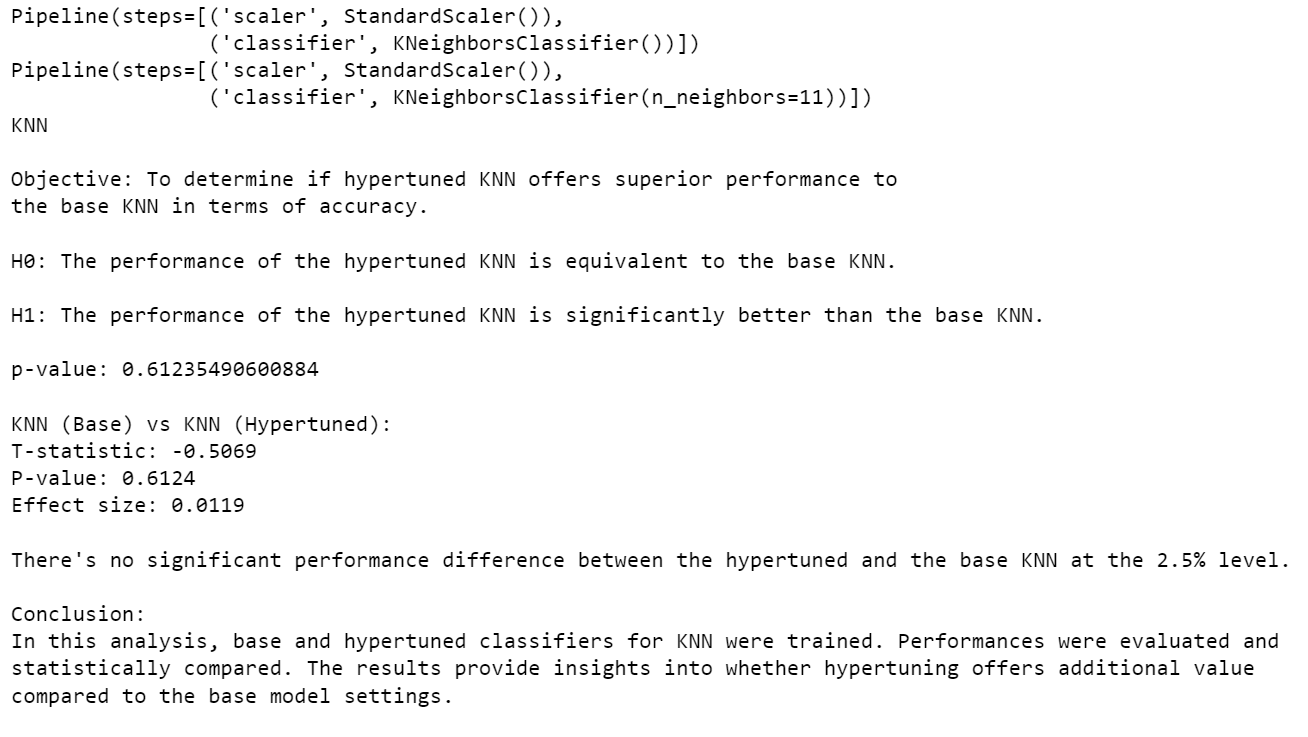 Pipeline(steps=[('scaler', StandardScaler()),
                ('classifier', KNeighborsClassifier())])
Pipeline(steps=[('scaler', StandardScaler()),
                ('classifier', KNeighborsClassifier(n_neighbors=11))])
KNN

Objective: To determine if hypertuned KNN offers superior performance to
the base KNN in terms of accuracy.

H0: The performance of the hypertuned KNN is equivalent to the base KNN.

H1: The performance of the hypertuned KNN is significantly better than the base KNN.

p-value: 0.61235490600884

KNN (Base) vs KNN (Hypertuned):
T-statistic: -0.5069
P-value: 0.6124
Effect size: 0.0119

There's no significant performance difference between the hypertuned and the base KNN at the 2.5% level.

Conclusion:
In this analysis, base and hypertuned classifiers for KNN were trained. Performances were evaluated and
statistically compared. The results provide insights into whether hypertuning offers additional value
compared to the base model settings.